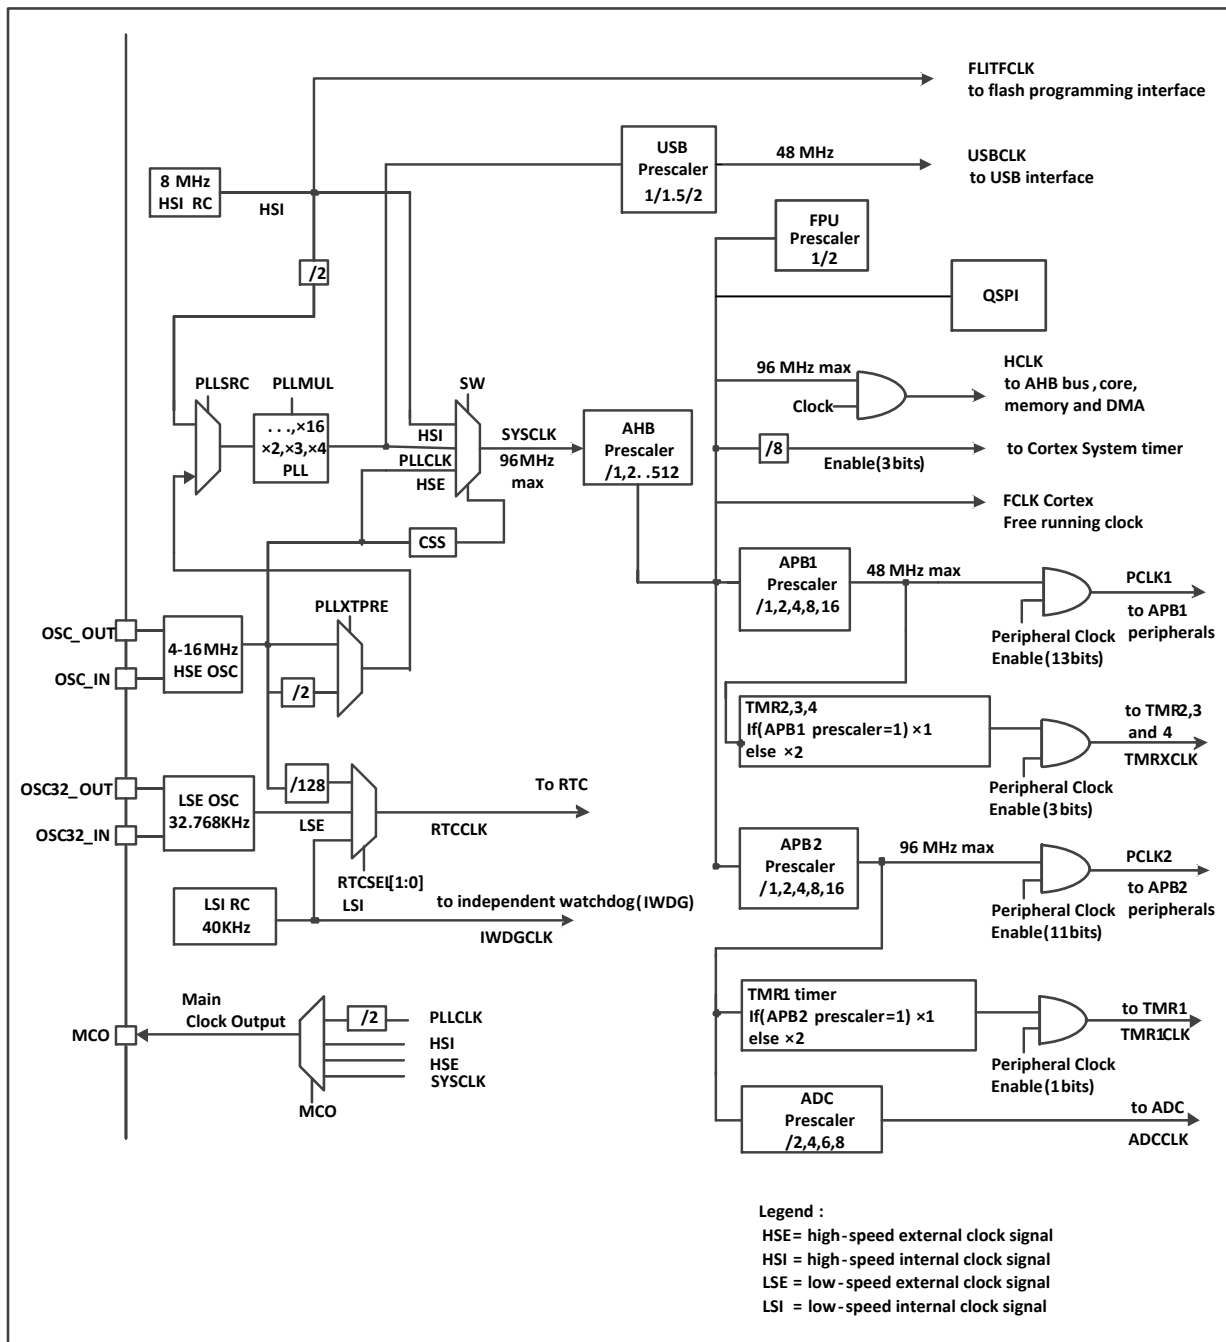 FLITFCLK
to flash programming interface
USB
Prescaler
1/1.5/2
48 MHz
USBCLK
to USB interface
8 MHz
HSI RC
HSI
FPU
Prescaler
1/2
/2
QSPI
PLLSRC
PLLMUL
SW
. . .,×16
×2,×3,×4
PLL
HSI
PLLCLK
HSE
SYSCLK
96MHz
max
AHB
Prescaler
/1,2. .512
96 MHz max
Clock
HCLK
to AHB bus,core,
memory and DMA
/8
Enable(3bits)
to Cortex System timer
FCLK Cortex
Free running clock
CSS
APB1
Prescaler
/1,2,4,8,16
48 MHz max
PCLK1
to APB1
peripherals
Peripheral Clock
Enable(13bits)
PLLXTPRE
OSC_OUT
OSC_IN
4-16MHz
HSE OSC
/2
TMR2,3,4
If(APB1 prescaler=1) ×1
else ×2
to TMR2,3
and 4
TMRXCLK
Peripheral Clock
Enable(3bits)
OSC32_OUT
OSC32_IN
LSE OSC
32.768KHz
/128
LSE
To RTC
RTCCLK
RTCSEL[1:0]
LSI
LSI RC
40KHz
to independent watchdog(IWDG)
IWDGCLK
APB2
Prescaler
/1,2,4,8,16
96 MHz max
PCLK2
to APB2
peripherals
Peripheral Clock
Enable(11bits)
MCO
Main
Clock Output
/2
PLLCLK
HSI
HSE
SYSCLK
MCO
TMR1 timer
If(APB2 prescaler=1) ×1
else ×2
to TMR1
TMR1CLK
Peripheral Clock
Enable(1bits)
ADC
Prescaler
/2,4,6,8
to ADC
ADCCLK
Legend :
HSE= high-speed external clock signal
HSI = high-speed internal clock signal
LSE = low-speed external clock signal
LSI = low-speed internal clock signal